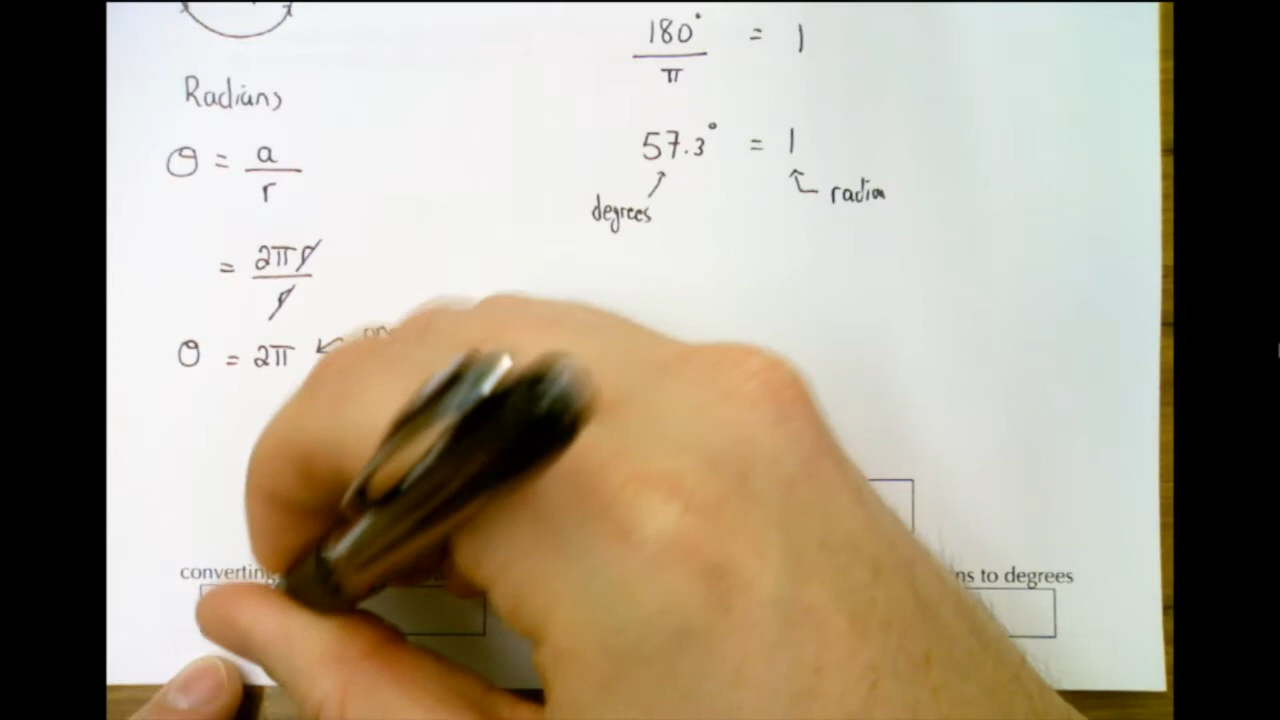 180° / π = 1
Radians
57.3° = 1
θ = a / r
degrees
radian
= 2πr / r
θ = 2π
converting
ns to degrees